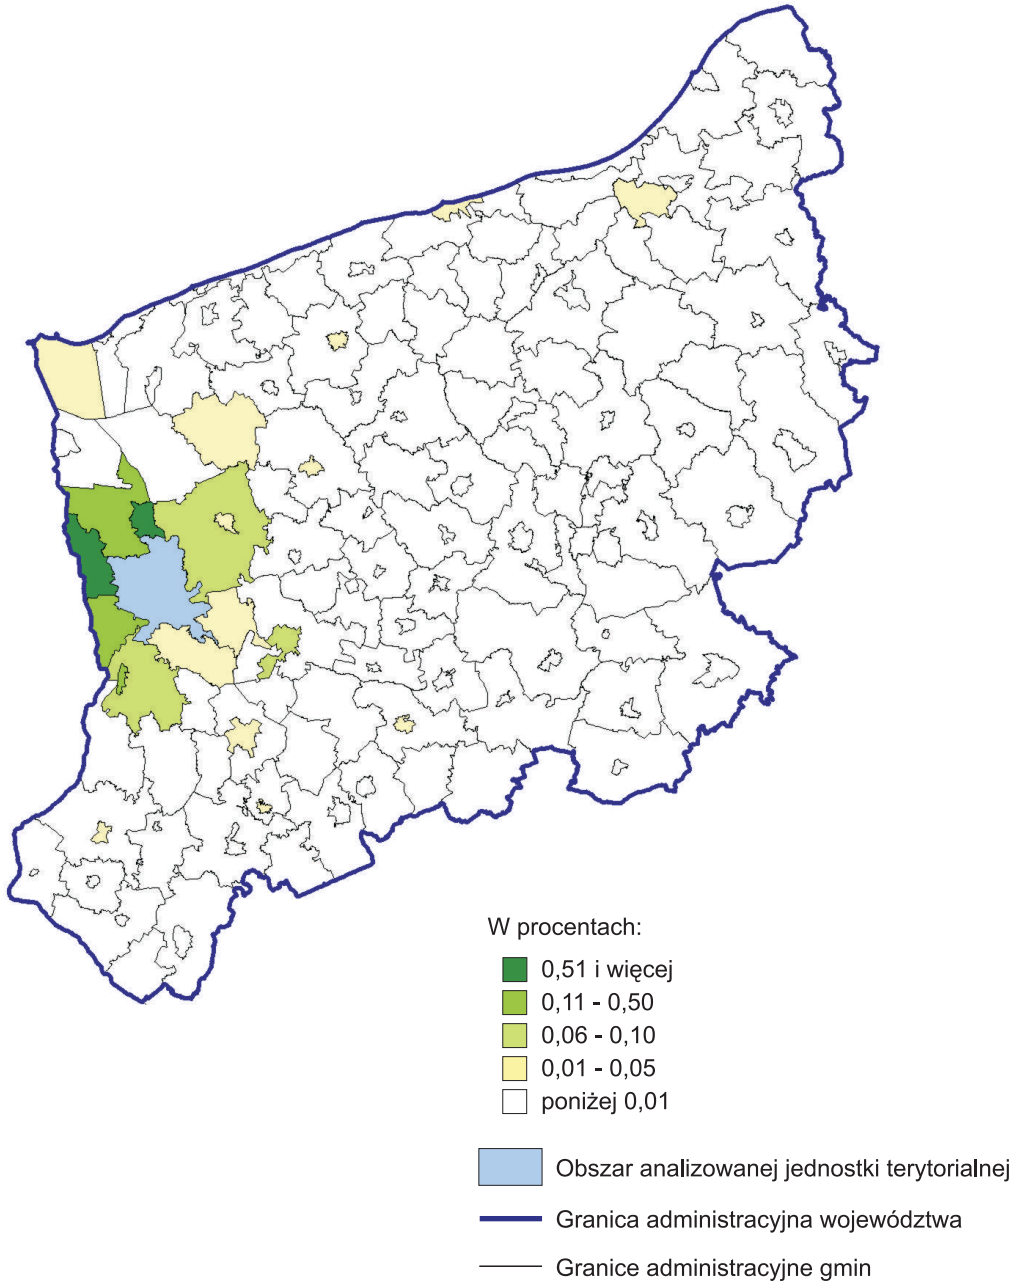 W procentach:
0,51 i więcej
0,11 - 0,50
0,06 - 0,10
0,01 - 0,05
poniżej 0,01
Obszar analizowanej jednostki terytorialnej
Granica administracyjna województwa
Granice administracyjne gmin